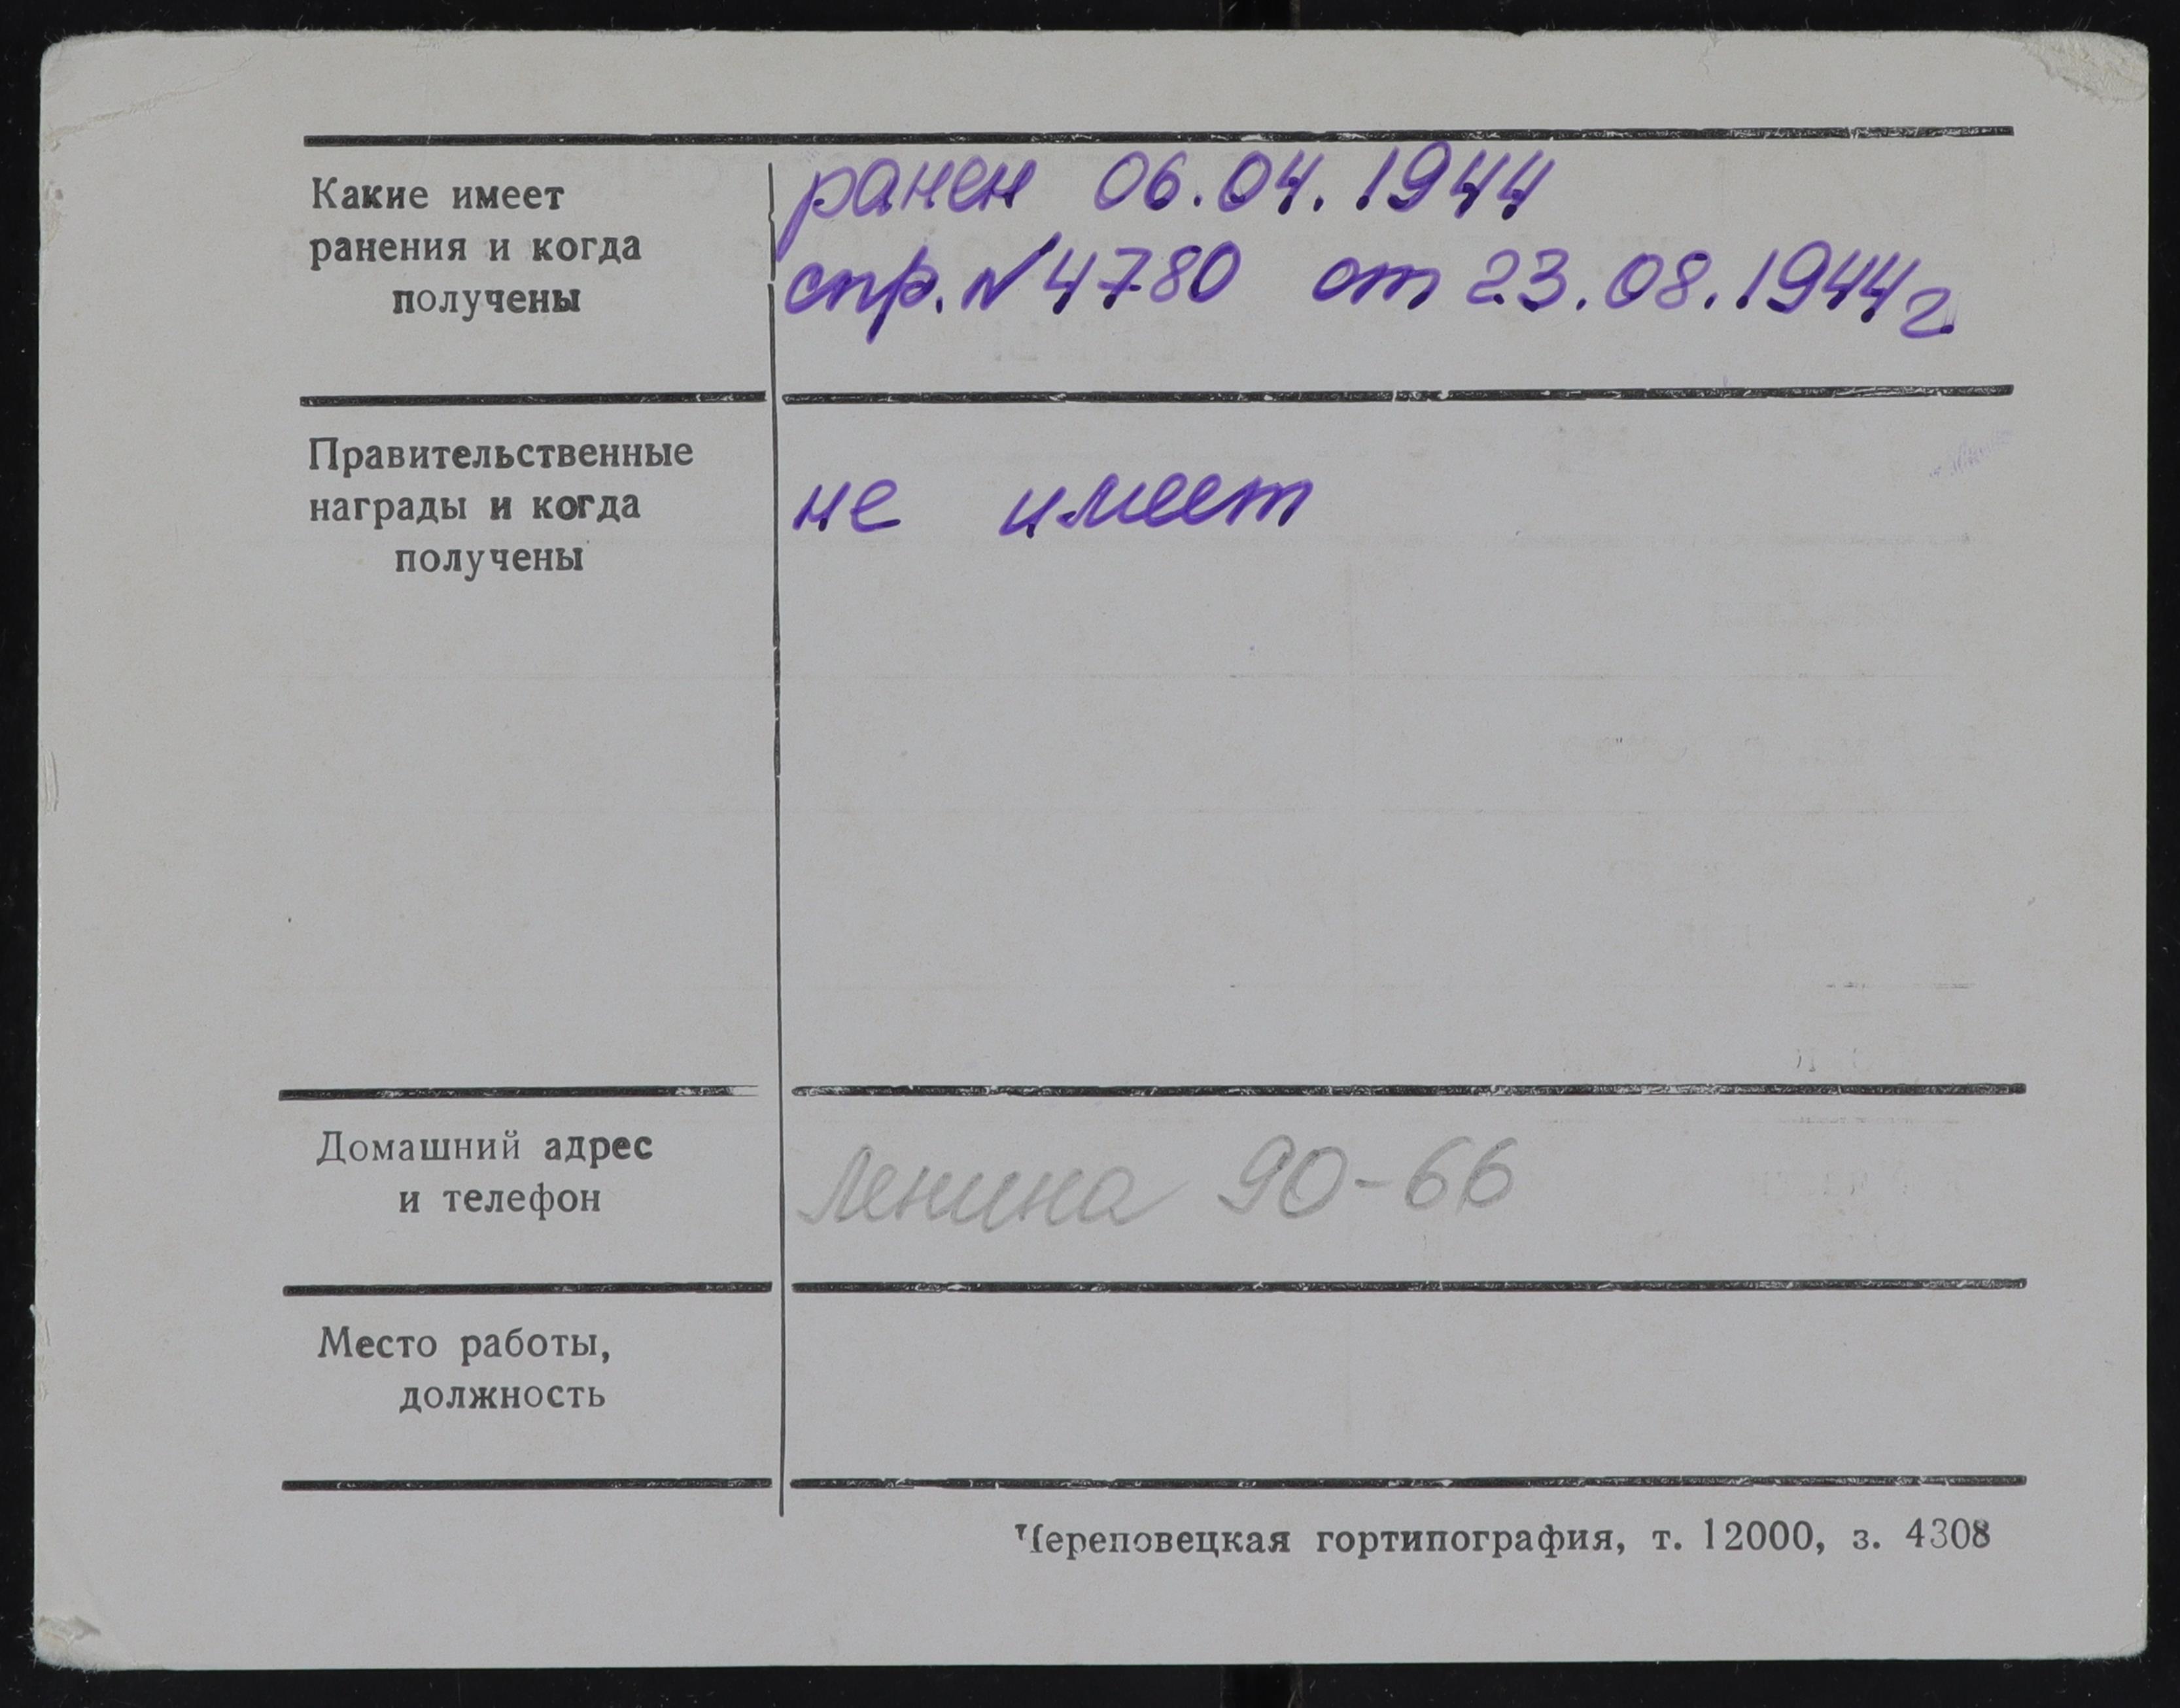 Какие имеет
ранения и когда
получены
ранен 06.04.1944
спр. № 4780 от 23.08.1944 г
Правительственные
награды и когда
получены
не имеет
Домашний адрес
и телефон
Ленина 90-66
Место работы,
должность
Череповецкая гортипография, т. 12000, з. 4308